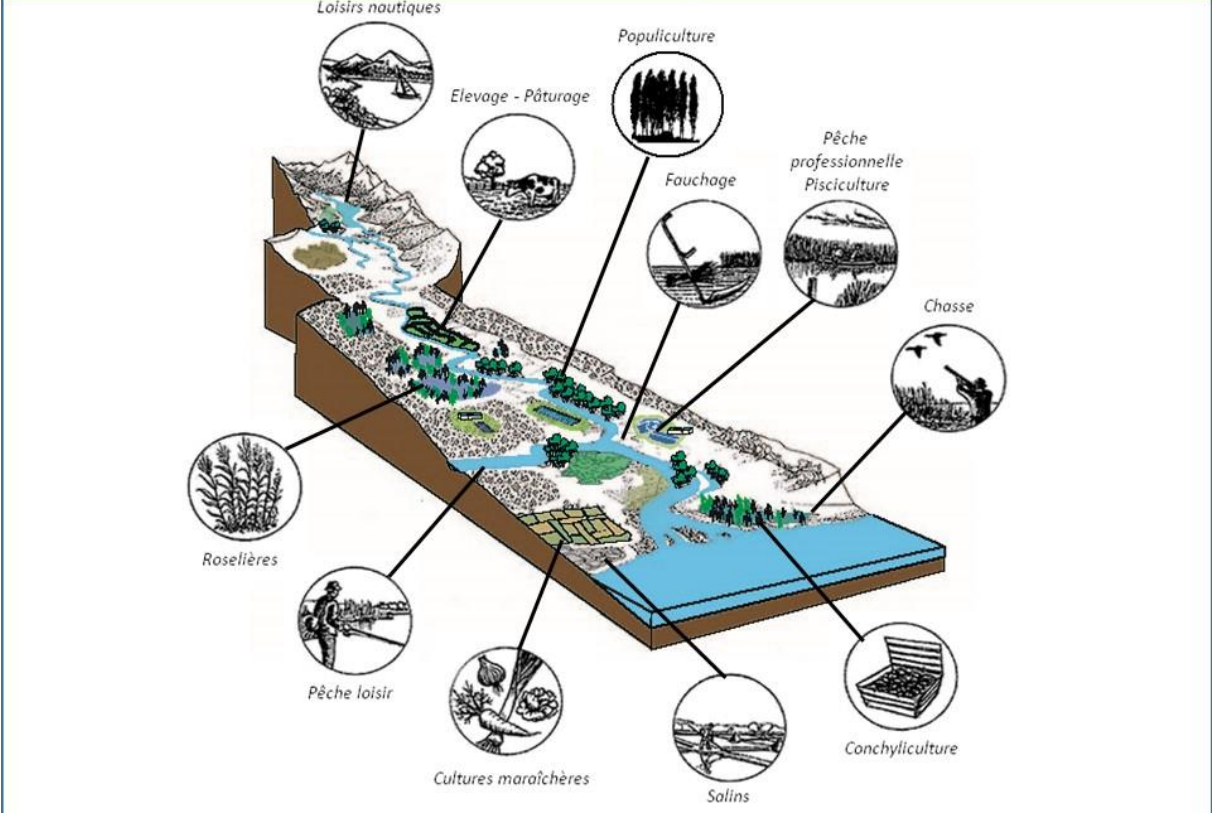 Loisirs nautiques
Populiculture
Elevage - Pâturage
Pêche
professionnelle
Pisciculture
Fauchage
Chasse
Roselières
Pêche loisir
Cultures maraîchères
Salins
Conchyliculture